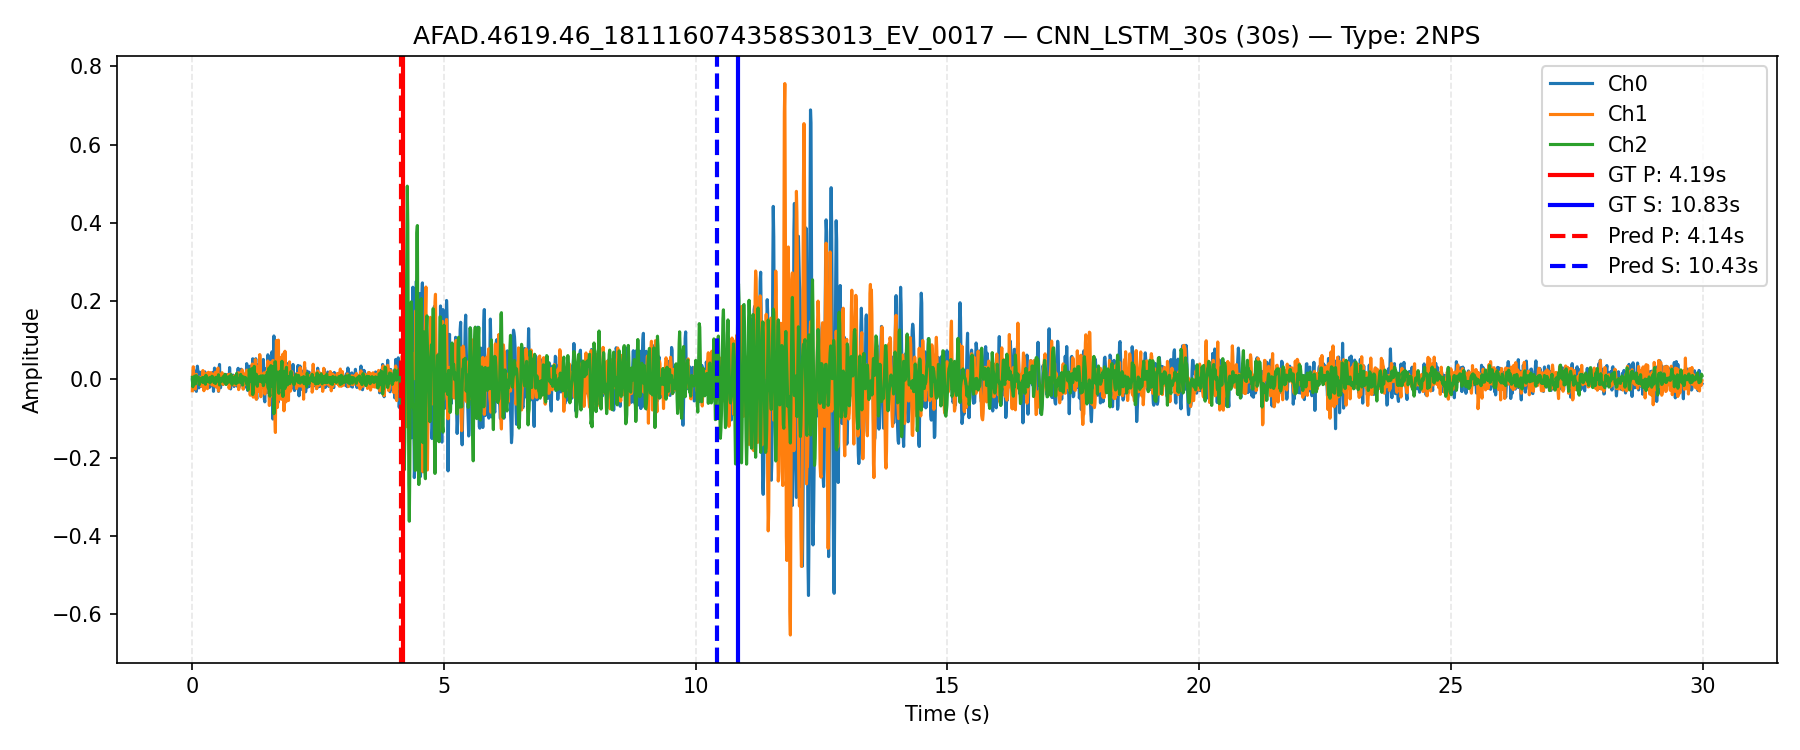 AFAD.4619.46_181116074358S3013_EV_0017 — CNN_LSTM_30s (30s) — Type: 2NPS
0.8
0.6
0.4
0.2
0.0
−0.2
−0.4
−0.6
Amplitude
0 5 10 15 20 25 30
Time (s)
Ch0
Ch1
Ch2
GT P: 4.19s
GT S: 10.83s
Pred P: 4.14s
Pred S: 10.43s